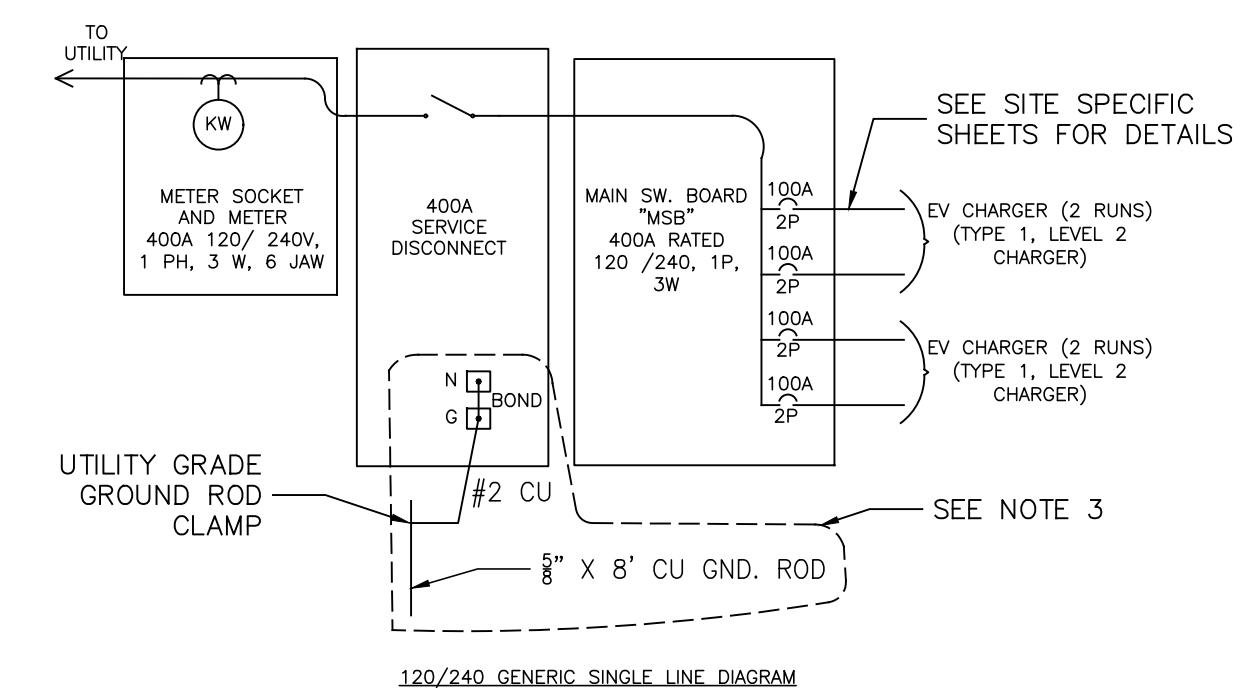 TO
UTILITY
KW
METER SOCKET
AND METER
400A 120/ 240V,
1 PH, 3 W, 6 JAW
400A
SERVICE
DISCONNECT
MAIN SW. BOARD
"MSB"
400A RATED
120 /240, 1P,
3W
100A
2P
100A
2P
100A
2P
100A
2P
SEE SITE SPECIFIC
SHEETS FOR DETAILS
EV CHARGER (2 RUNS)
(TYPE 1, LEVEL 2
CHARGER)
EV CHARGER (2 RUNS)
(TYPE 1, LEVEL 2
CHARGER)
N
BOND
G
UTILITY GRADE
GROUND ROD
CLAMP
#2 CU
SEE NOTE 3
5/8" X 8' CU GND. ROD
120/240 GENERIC SINGLE LINE DIAGRAM